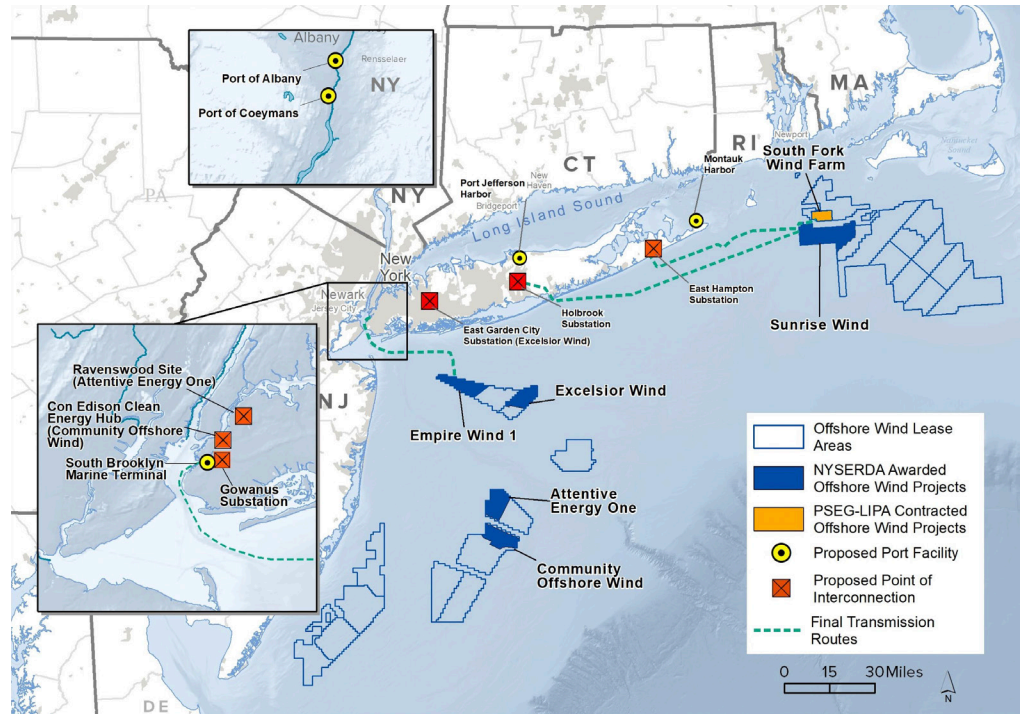 Albany
Rensselaer
Port of Albany
NY
Port of Coeymans
MA
RI
Newport
CT
PA
NY
South Fork
Wind Farm
Montauk
Harbor
New
Haven
Port Jefferson
Harbor
Bridgeport
Long Island Sound
New
York
Newark
Jersey City
East Hampton
Substation
Holbrook
Substation
East Garden City
Substation (Excelsior Wind)
Sunrise Wind
Ravenswood Site
(Attentive Energy One)
Con Edison Clean
Energy Hub
(Community Offshore
Wind)
South Brooklyn
Marine Terminal
Gowanus
Substation
NJ
Excelsior Wind
Empire Wind 1
Attentive
Energy One
Community
Offshore Wind
DE
Offshore Wind Lease
Areas
NYSERDA Awarded
Offshore Wind Projects
PSEG-LIPA Contracted
Offshore Wind Projects
Proposed Port Facility
Proposed Point of
Interconnection
Final Transmission
Routes
0 15 30 Miles
N